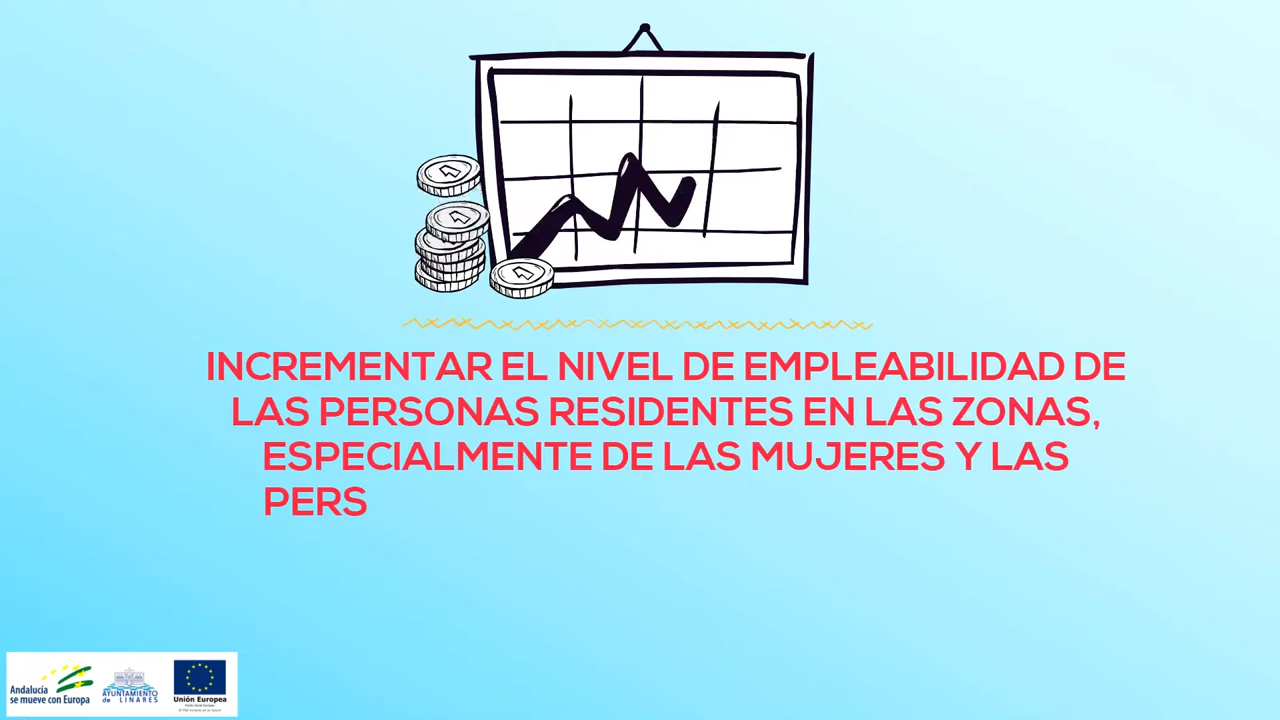 INCREMENTAR EL NIVEL DE EMPLEABILIDAD DE
LAS PERSONAS RESIDENTES EN LAS ZONAS,
ESPECIALMENTE DE LAS MUJERES Y LAS
PERS
Andalucía
se mueve con Europa
AYUNTAMIENTO
de LINARES
Unión Europea